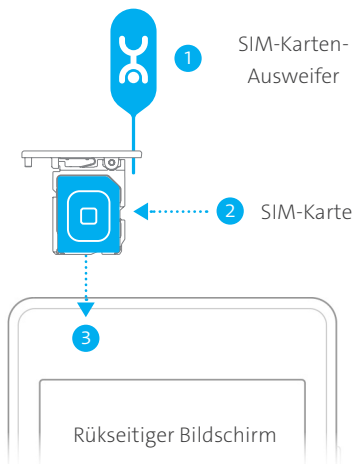 1
SIM-Karten-
Ausweifer
2
SIM-Karte
3
Rükseitiger Bildschirm